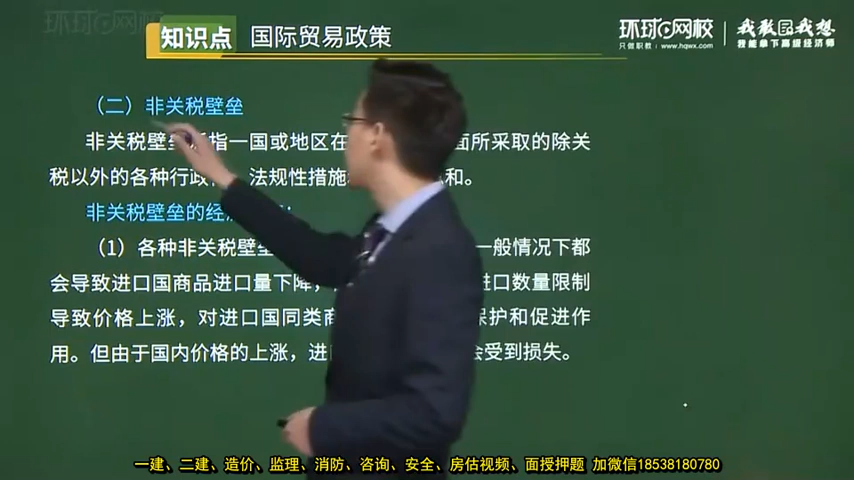 环球网校
知识点 国际贸易政策
环球网校
只做职教:www.hqwx.com
我敢 我想
我能拿下高级经济师
（二）非关税壁垒
非关税壁垒 指一国或地区在 面所采取的除关
税以外的各种行政 法规性措施 和。
非关税壁垒的经
（1）各种非关税壁垒 一般情况下都
会导致进口国商品进口量下降， 进口数量限制
导致价格上涨，对进口国同类商 保护和促进作
用。但由于国内价格的上涨，进 会受到损失。
一建、二建、造价、监理、消防、咨询、安全、房估视频、面授押题 加微信18538180780